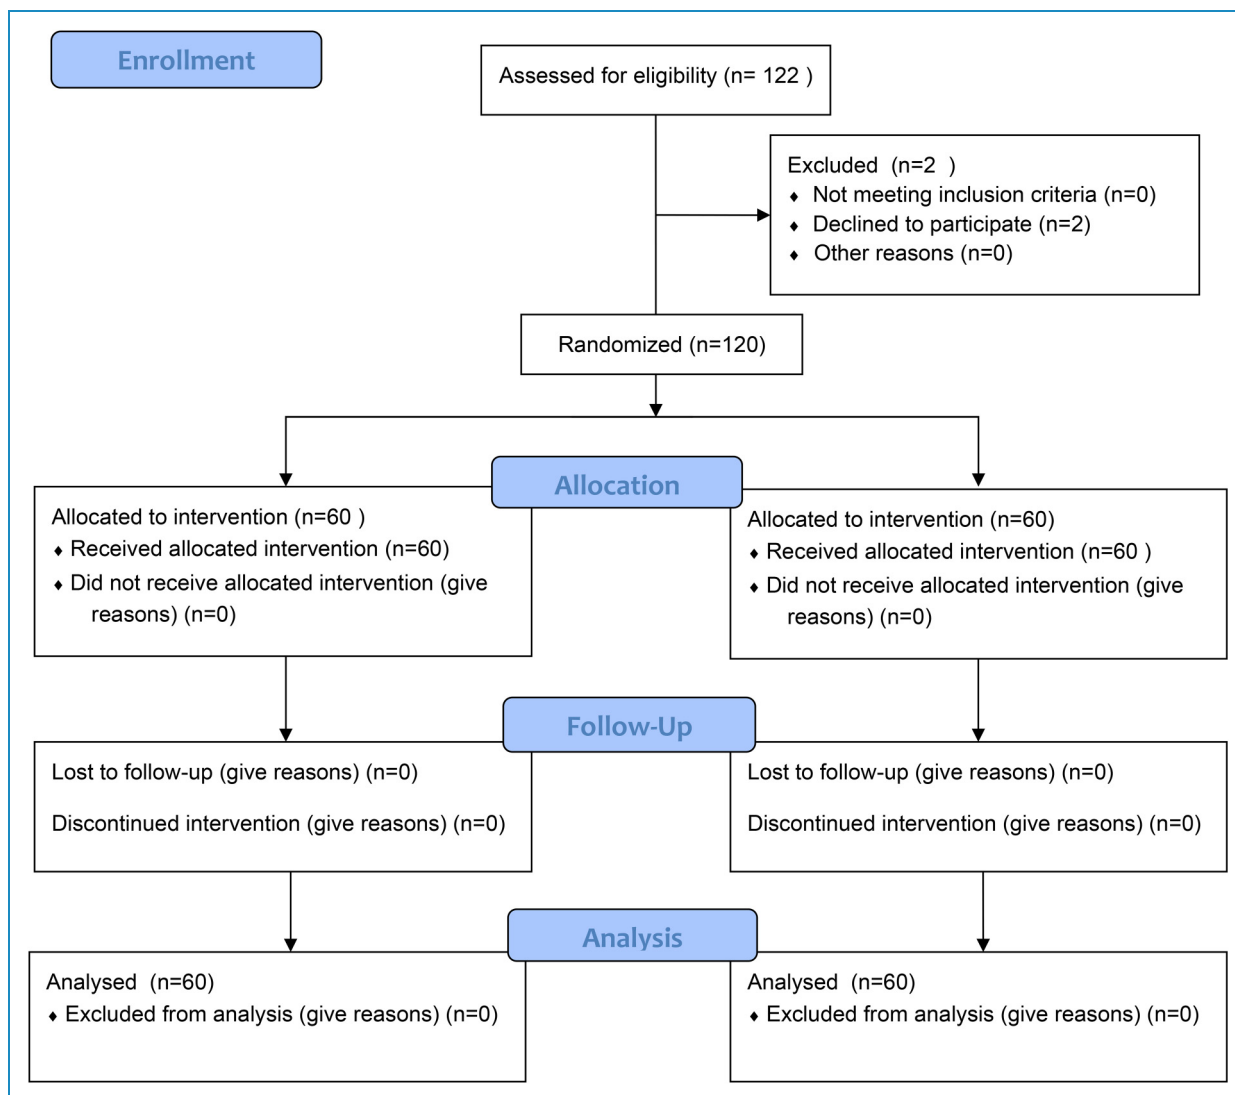 Enrollment
Assessed for eligibility (n= 122 )
Excluded (n=2 )
♦ Not meeting inclusion criteria (n=0)
♦ Declined to participate (n=2)
♦ Other reasons (n=0)
Randomized (n=120)
Allocation
Allocated to intervention (n=60 )
♦ Received allocated intervention (n=60)
♦ Did not receive allocated intervention (give
reasons) (n=0)
Allocated to intervention (n=60)
♦ Received allocated intervention (n=60 )
♦ Did not receive allocated intervention (give
reasons) (n=0)
Follow-Up
Lost to follow-up (give reasons) (n=0)
Discontinued intervention (give reasons) (n=0)
Lost to follow-up (give reasons) (n=0)
Discontinued intervention (give reasons) (n=0)
Analysis
Analysed (n=60)
♦ Excluded from analysis (give reasons) (n=0)
Analysed (n=60)
♦ Excluded from analysis (give reasons) (n=0)